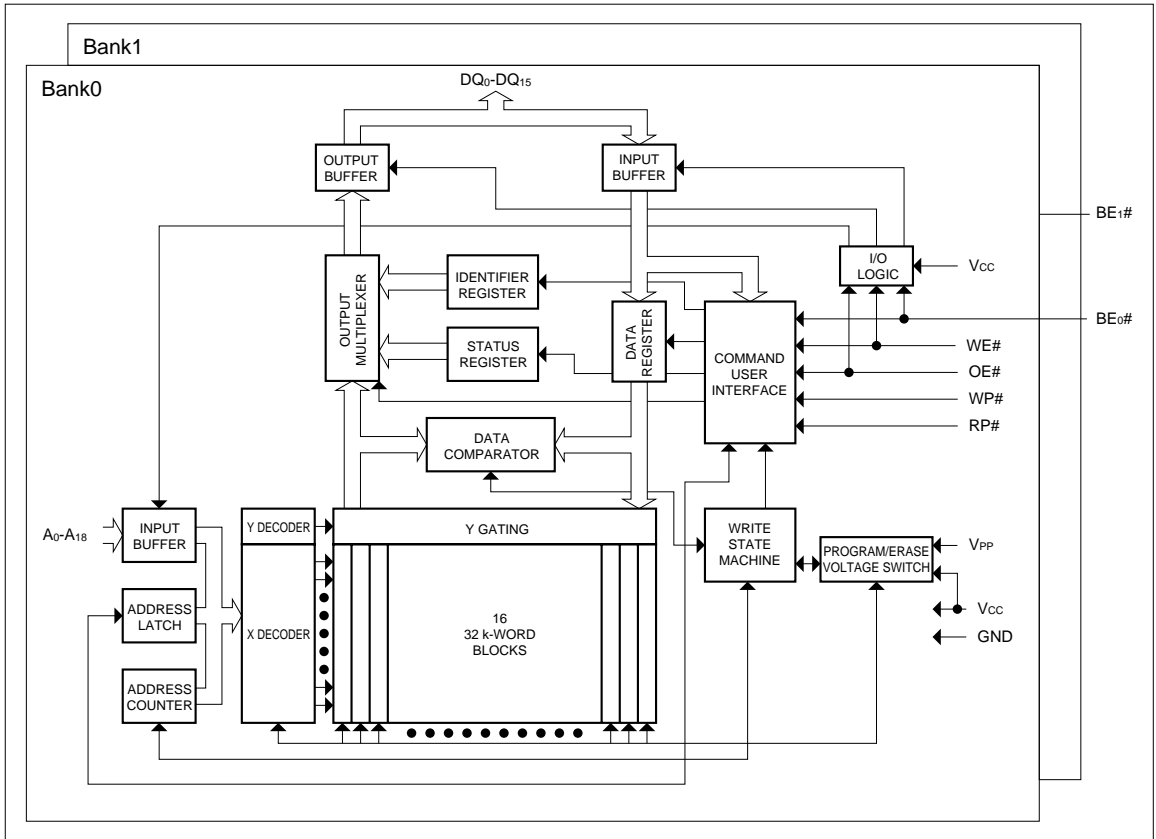 Bank1
Bank0
DQ0-DQ15
OUTPUT
BUFFER
INPUT
BUFFER
BE1#
I/O
LOGIC
VCC
OUTPUT
MULTIPLEXER
IDENTIFIER
REGISTER
STATUS
REGISTER
DATA
REGISTER
COMMAND
USER
INTERFACE
BE0#
WE#
OE#
WP#
RP#
DATA
COMPARATOR
A0-A18
INPUT
BUFFER
Y DECODER
Y GATING
WRITE
STATE
MACHINE
PROGRAM/ERASE
VOLTAGE SWITCH
VPP
VCC
GND
ADDRESS
LATCH
X DECODER
16
32 k-WORD
BLOCKS
ADDRESS
COUNTER